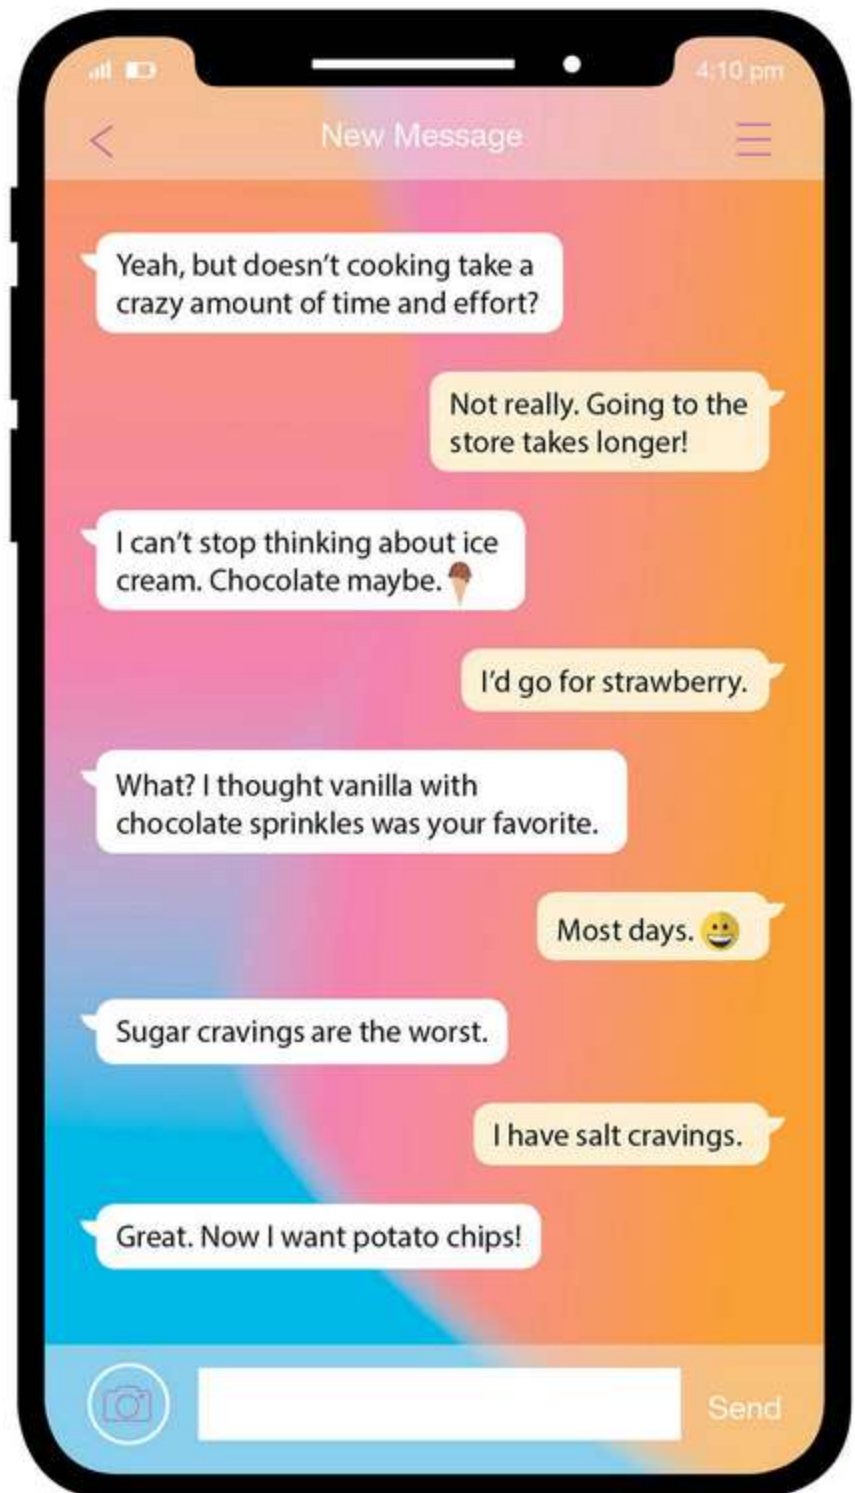 4:10 pm
New Message
Yeah, but doesn’t cooking take a
crazy amount of time and effort?
Not really. Going to the
store takes longer!
I can’t stop thinking about ice
cream. Chocolate maybe.
I’d go for strawberry.
What? I thought vanilla with
chocolate sprinkles was your favorite.
Most days.
Sugar cravings are the worst.
I have salt cravings.
Great. Now I want potato chips!
Send